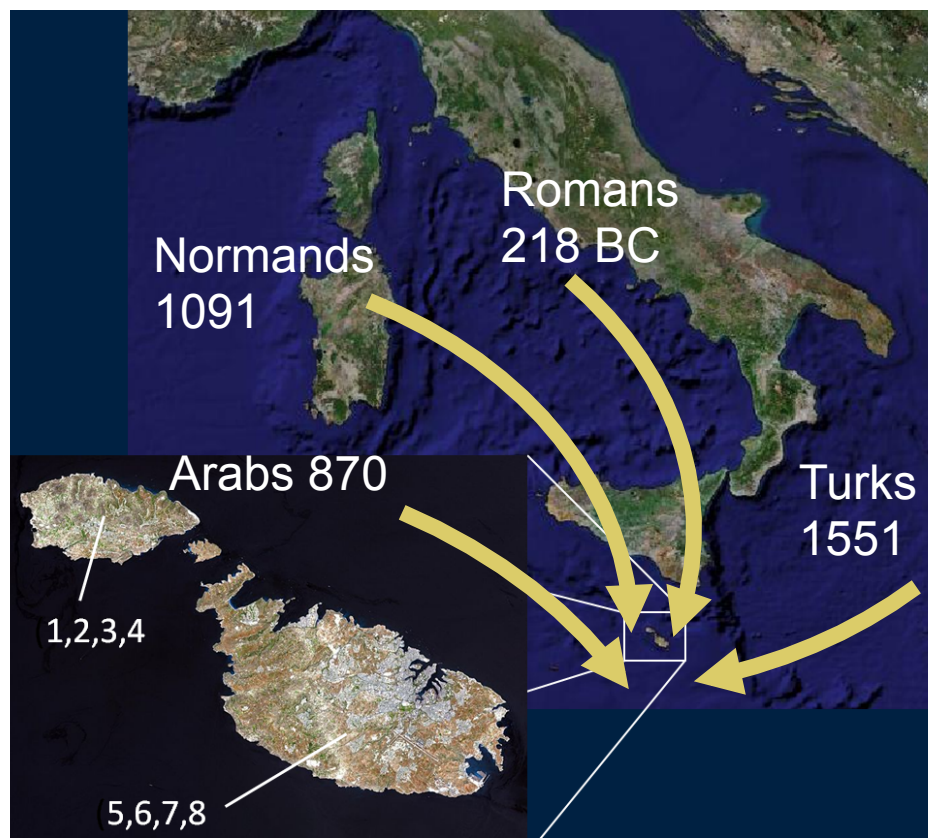 Romans
218 BC
Normands
1091
Arabs 870
Turks
1551
1,2,3,4
5,6,7,8